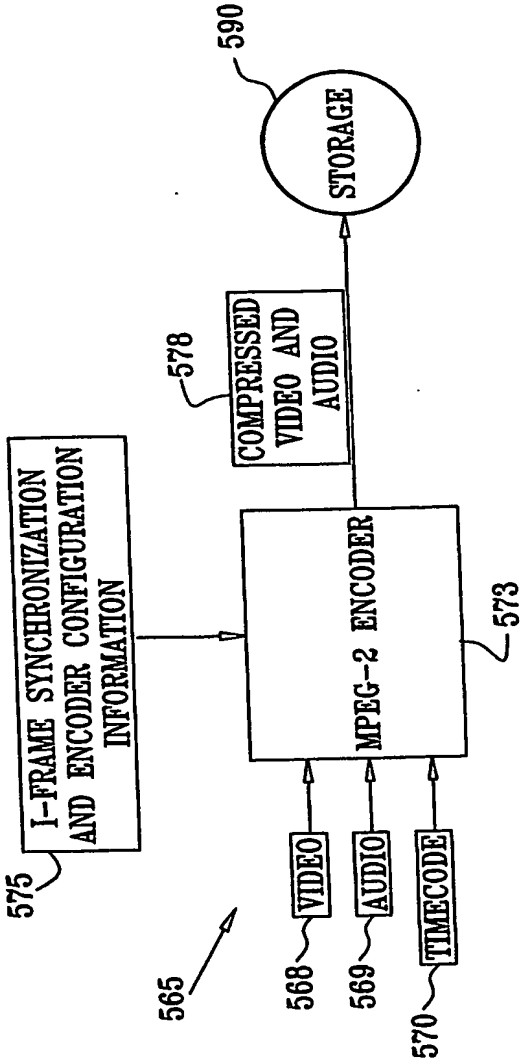 575
I-FRAME SYNCHRONIZATION
AND ENCODER CONFIGURATION
INFORMATION
565
568
VIDEO
569
AUDIO
570
TIMECODE
MPEG-2 ENCODER
573
578
COMPRESSED
VIDEO AND
AUDIO
STORAGE
590